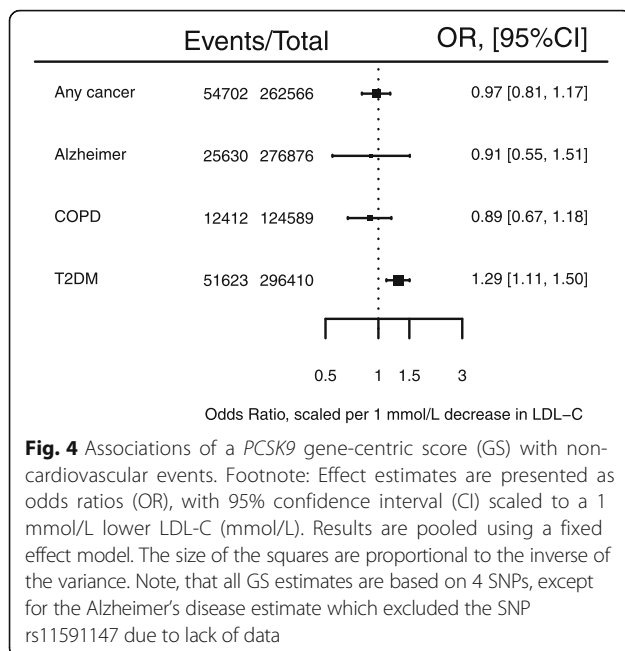 Events/Total OR, [95%CI]
Any cancer 54702 262566 0.97 [0.81, 1.17]
Alzheimer 25630 276876 0.91 [0.55, 1.51]
COPD 12412 124589 0.89 [0.67, 1.18]
T2DM 51623 296410 1.29 [1.11, 1.50]
0.5 1 1.5 3
Odds Ratio, scaled per 1 mmol/L decrease in LDL−C
Fig. 4 Associations of a PCSK9 gene-centric score (GS) with non-
cardiovascular events. Footnote: Effect estimates are presented as
odds ratios (OR), with 95% confidence interval (CI) scaled to a 1
mmol/L lower LDL-C (mmol/L). Results are pooled using a fixed
effect model. The size of the squares are proportional to the inverse of
the variance. Note, that all GS estimates are based on 4 SNPs, except
for the Alzheimer's disease estimate which excluded the SNP
rs11591147 due to lack of data